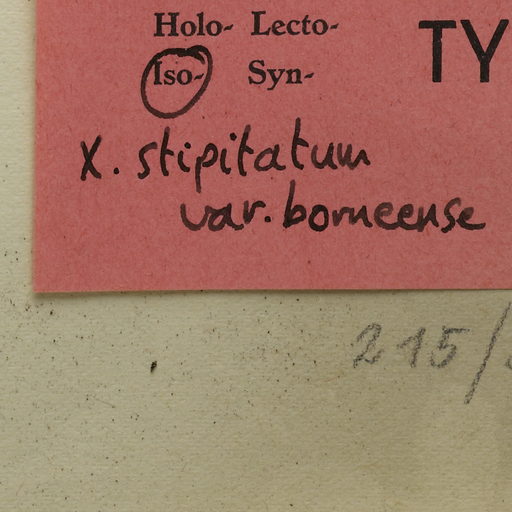 Holo- Lecto-
Iso- Syn- TY
X. stipitatum
var. borneense
215/